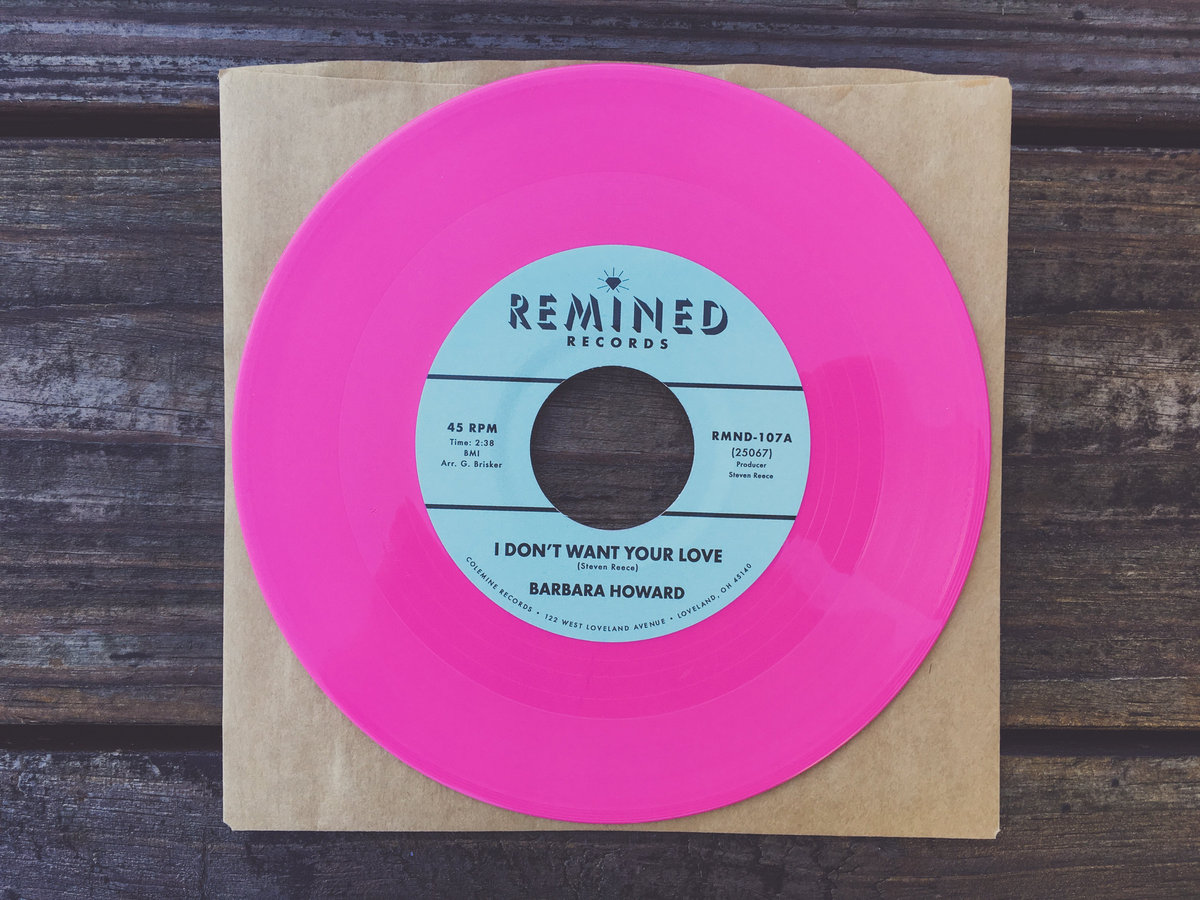 REMINED
RECORDS
45 RPM
Time: 2:38
BMI
Arr. G. Brisker
RMND-107A
(25067)
Producer
Steven Reece
I DON'T WANT YOUR LOVE
(Steven Reece)
BARBARA HOWARD
COLEMINE RECORDS • 122 WEST LOVELAND AVENUE • LOVELAND, OH 45140